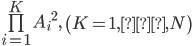 ∏_{i=1}^{K} A_i^2, (K=1,�,N)